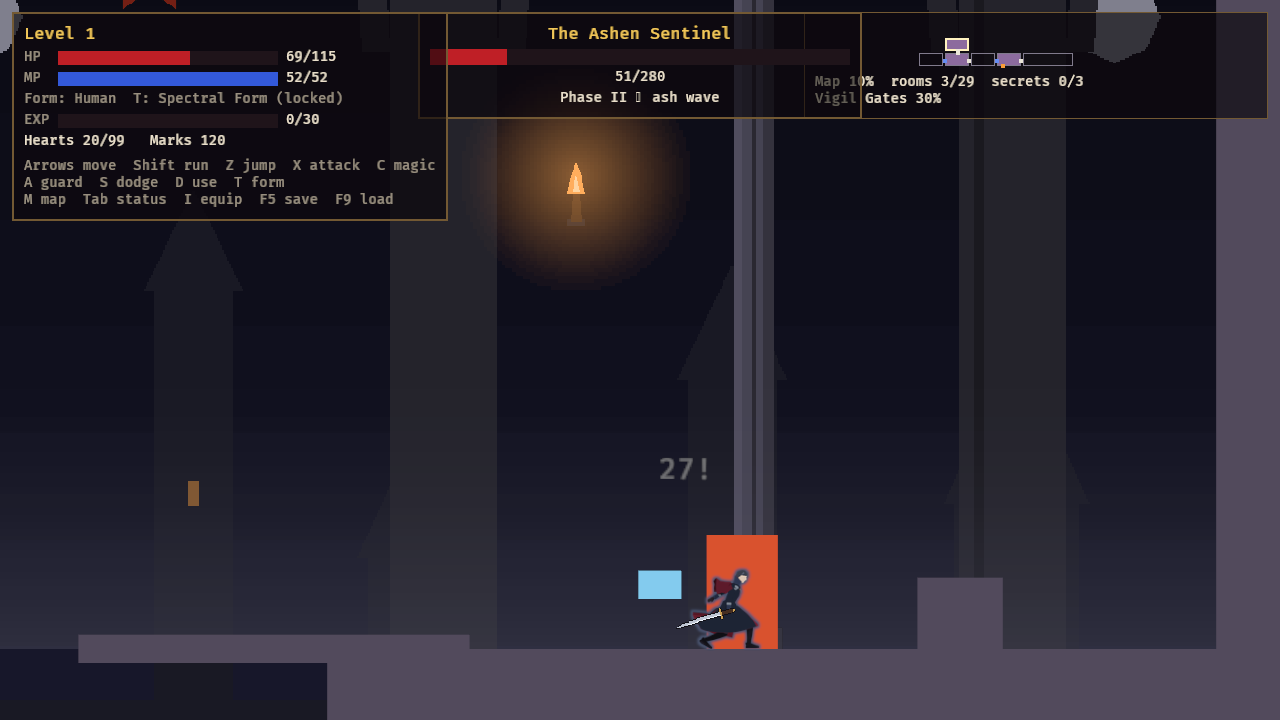 Level 1
HP 69/115
MP 52/52
Form: Human T: Spectral Form (locked)
EXP 0/30
Hearts 20/99 Marks 120
Arrows move Shift run Z jump X attack C magic
A guard S dodge D use T form
M map Tab status I equip F5 save F9 load
The Ashen Sentinel
51/280
Phase II ▯ ash wave
Map 10% rooms 3/29 secrets 0/3
Vigil Gates 30%
27!